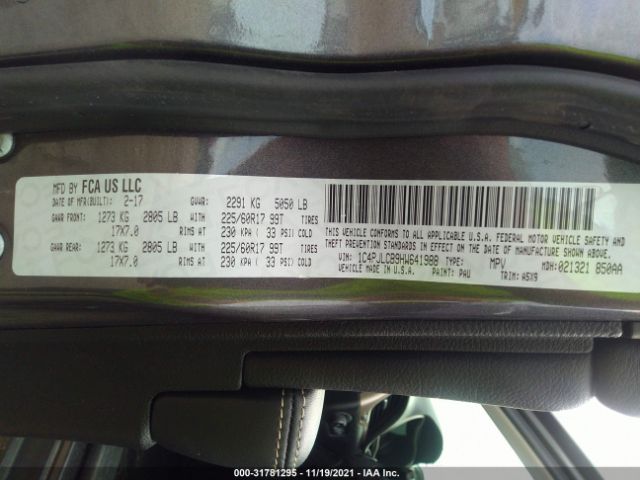 MFD BY FCA US LLC
DATE OF MFR(BUILT): 2-17 GVWR: 2291 KG 5050 LB
GAWR FRONT: 1273 KG 2805 LB WITH 225/60R17 99T TIRES
17X7.0 RIMS AT 230 KPA ( 33 PSI) COLD
GAWR REAR: 1273 KG 2805 LB WITH 225/60R17 99T TIRES
17X7.0 RIMS AT 230 KPA ( 33 PSI) COLD
THIS VEHICLE CONFORMS TO ALL APPLICABLE U.S.A. FEDERAL MOTOR VEHICLE SAFETY AND
THEFT PREVENTION STANDARDS IN EFFECT ON THE DATE OF MANUFACTURE SHOWN ABOVE.
VEHICLE MADE IN U.S.A.
VIN: 1C4PJLCB9HW641988 TYPE: MPV MDH: 021321 850AA
PAINT: PAU TRIM: A5X9
000-31781295 - 11/19/2021 - IAA Inc.